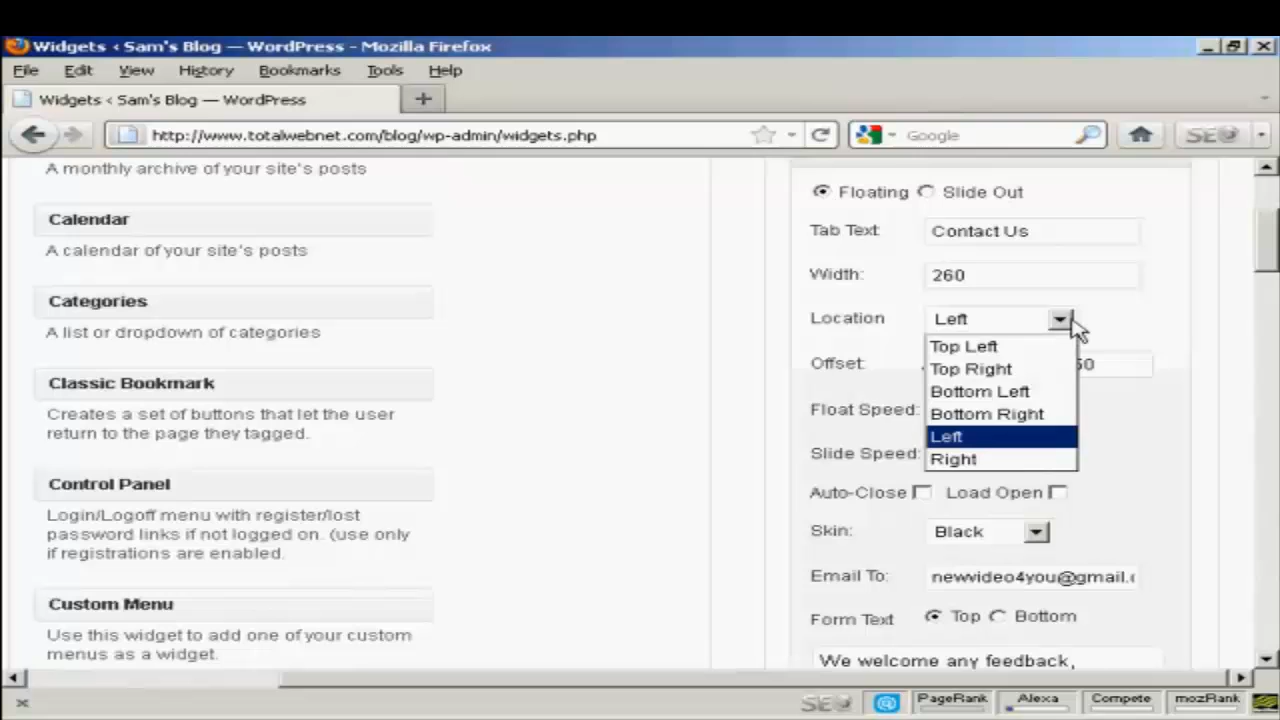 Widgets < Sam's Blog — WordPress - Mozilla Firefox
File Edit View History Bookmarks Tools Help
Widgets < Sam's Blog — WordPress
http://www.totalwebnet.com/blog/wp-admin/widgets.php
Google
SEO
A monthly archive of your site's posts
Calendar
A calendar of your site's posts
Categories
A list or dropdown of categories
Classic Bookmark
Creates a set of buttons that let the user
return to the page they tagged.
Control Panel
Login/Logoff menu with register/lost
password links if not logged on. (use only
if registrations are enabled.
Custom Menu
Use this widget to add one of your custom
menus as a widget.
Floating Slide Out
Tab Text Contact Us
Width: 260
Location Left
Top Left
Top Right
Bottom Left
Bottom Right
Left
Right
Offset:
Float Speed:
Slide Speed:
Auto-Close Load Open
Skin: Black
Email To: newvideo4you@gmail.
Form Text Top Bottom
We welcome any feedback,
SEO PageRank Alexa Compete mozRank